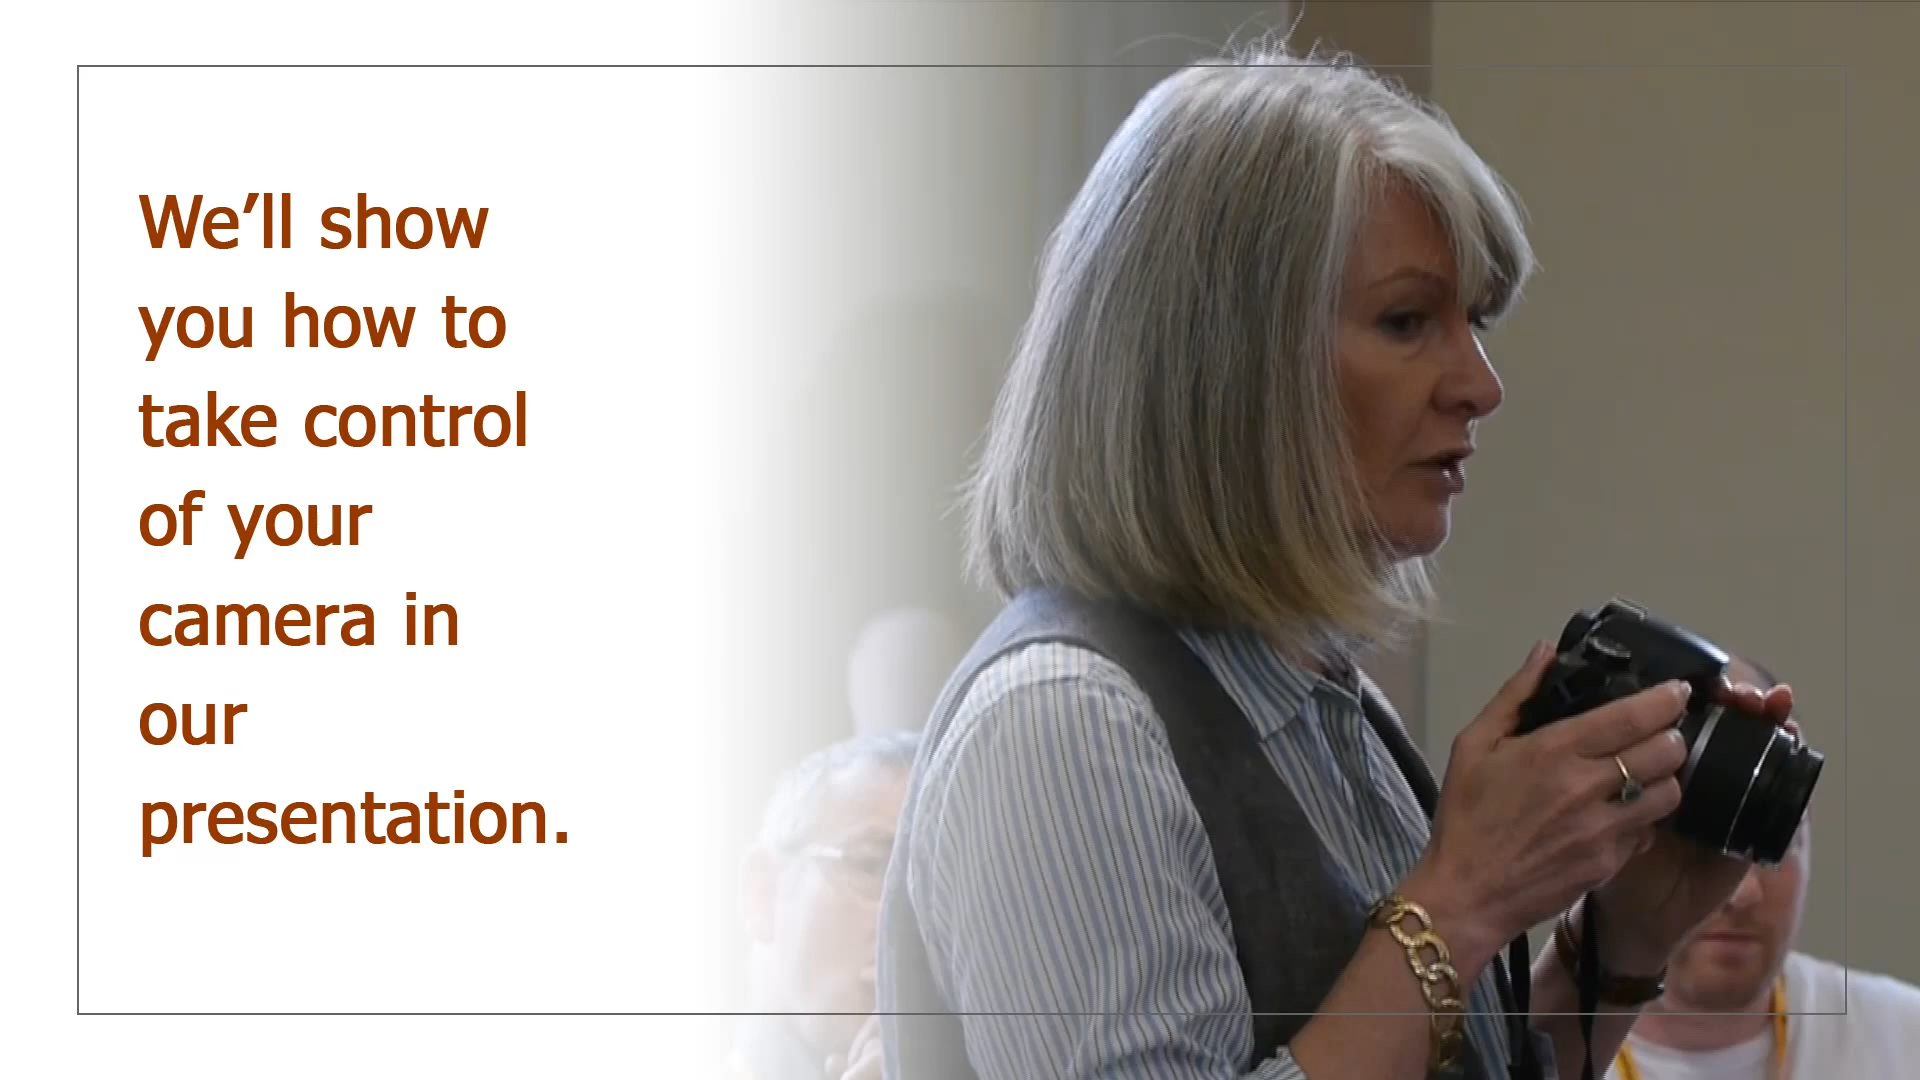 We’ll show
you how to
take control
of your
camera in
our
presentation.